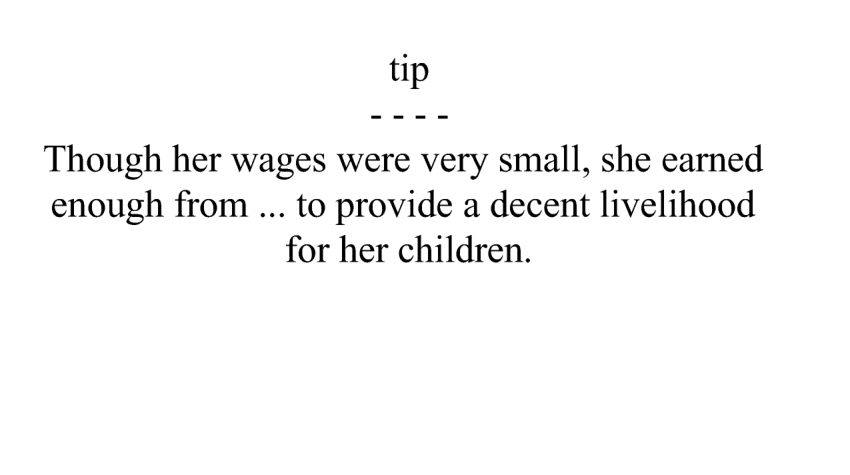 tip
- - - -
Though her wages were very small, she earned
enough from ... to provide a decent livelihood
for her children.